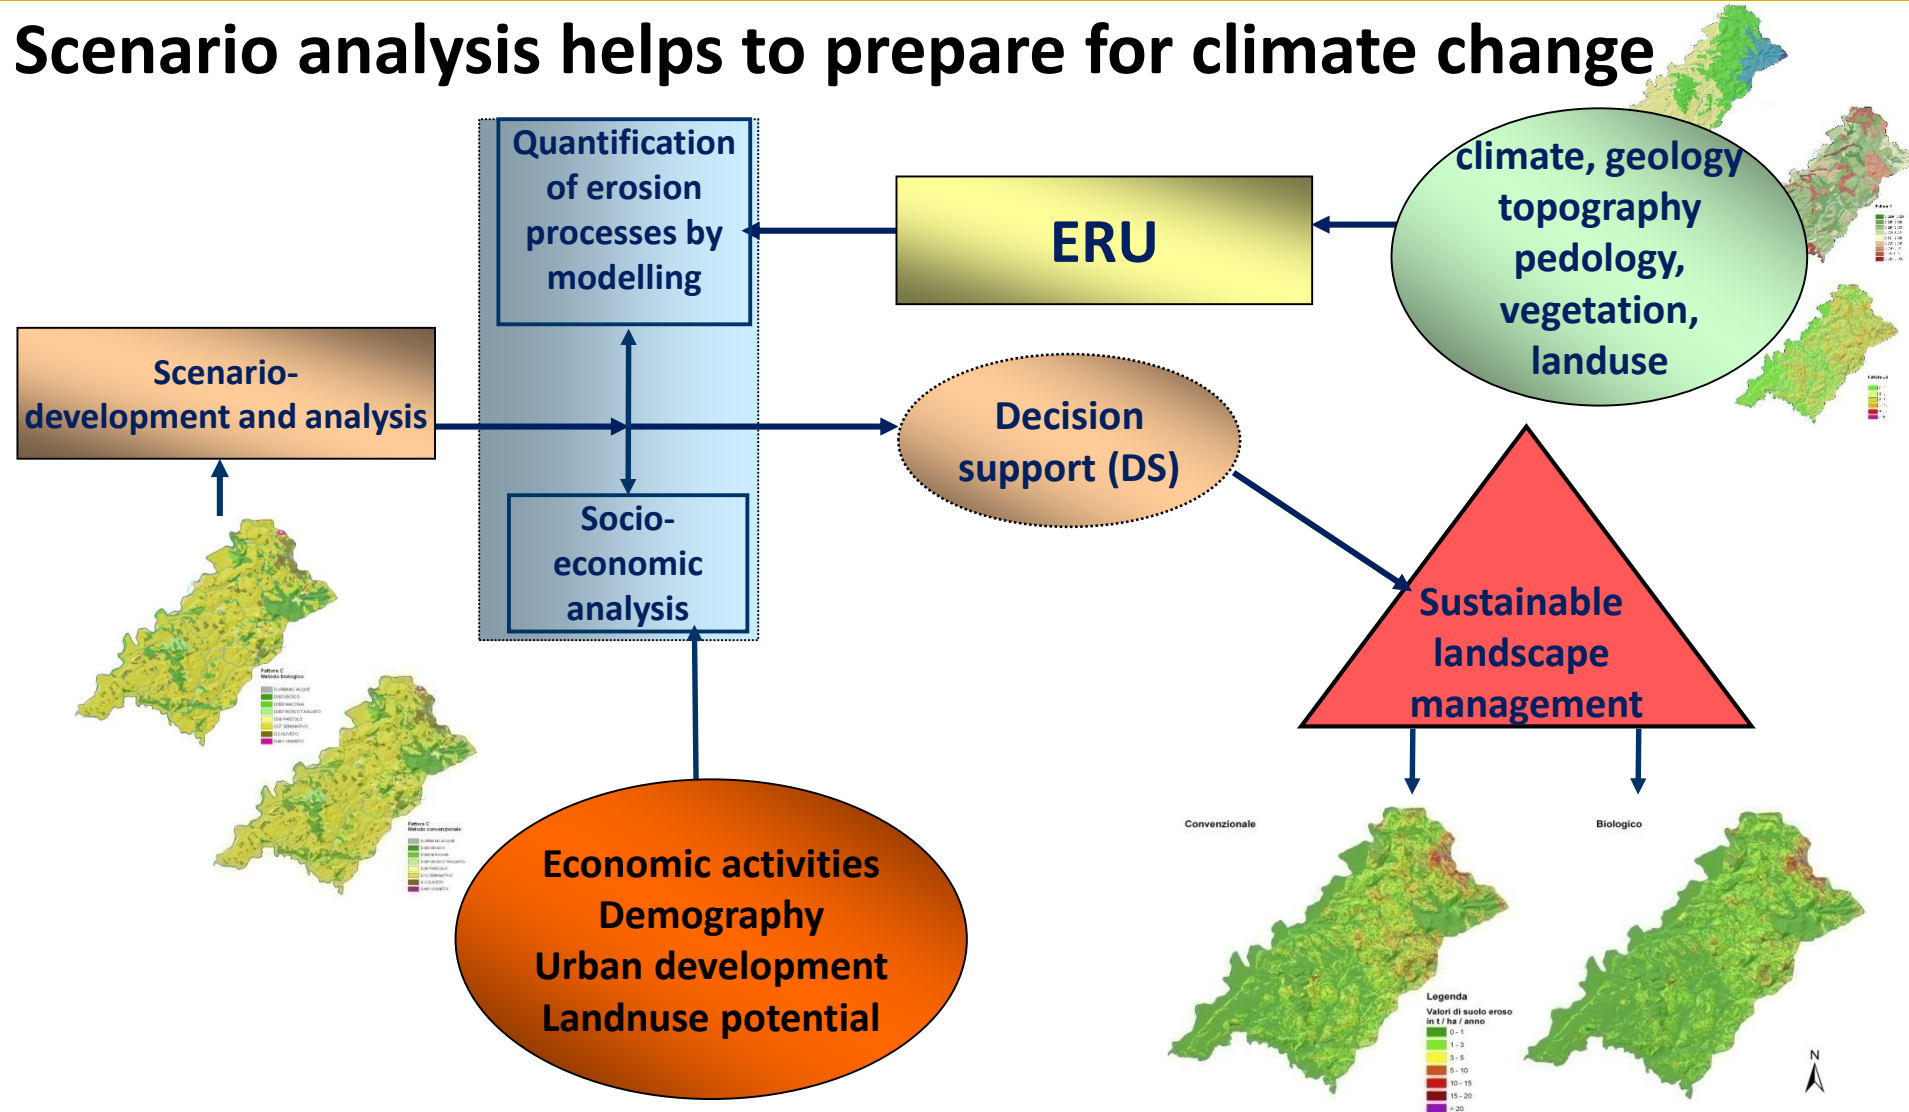 Scenario analysis helps to prepare for climate change
Quantification
of erosion
processes by
modelling
ERU
climate, geology
topography
pedology,
vegetation,
landuse
Scenario-
development and analysis
Decision
support (DS)
Socio-
economic
analysis
Sustainable
landscape
management
Fattore C
Metodo biologico
Fattore C
Metodo convenzionale
Economic activities
Demography
Urban development
Landnuse potential
Convenzionale
Biologico
Legenda
Valori di suolo eroso
in t / ha / anno
0 - 1
1 - 3
3 - 5
5 - 10
10 - 15
15 - 20
> 20
N